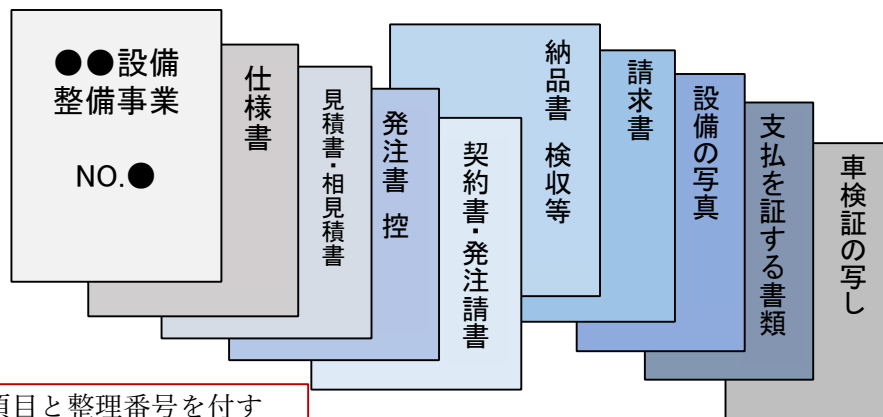 ●●設備
整備事業
NO.●
仕様書
見積書・相見積書
発注書 控
契約書・発注請書
納品書 検収等
請求書
設備の写真
支払を証する書類
車検証の写し
項目と整理番号を付す